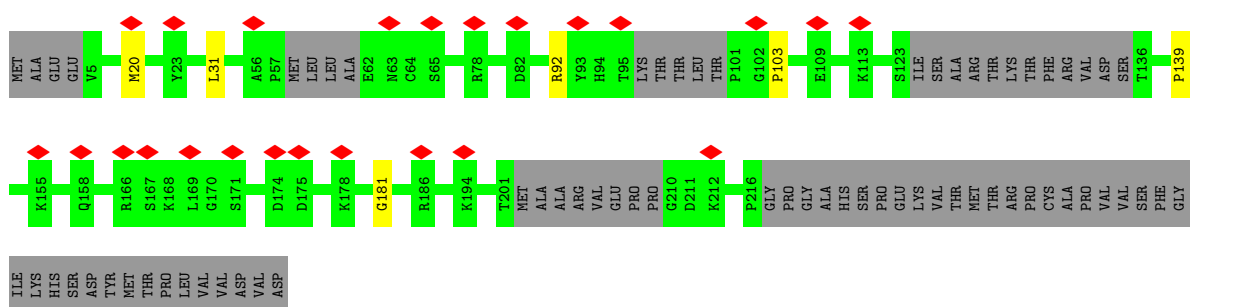 MET ALA GLU GLU V5 M20 Y23 L31 A56 P57 MET LEU LEU ALA E62 N63 C64 S65 R78 D82 R92 Y93 H94 T95 LYS THR THR LEU THR P101 G102 P103 E109 K113 S123 ILE SER ALA ARG THR LYS THR PHE ARG VAL ASP SER T136 P139
K155 Q158 R166 S167 K168 L169 G170 S171 D174 D175 K178 G181 R186 K194 T201 MET ALA ALA ARG VAL GLU PRO PRO G210 D211 K212 P216 GLY PRO GLY ALA HIS SER PRO GLU LYS VAL THR MET THR ARG PRO CYS ALA PRO VAL VAL SER PHE GLY
ILE LYS HIS SER ASP TYR MET THR PRO LEU VAL VAL ASP VAL ASP